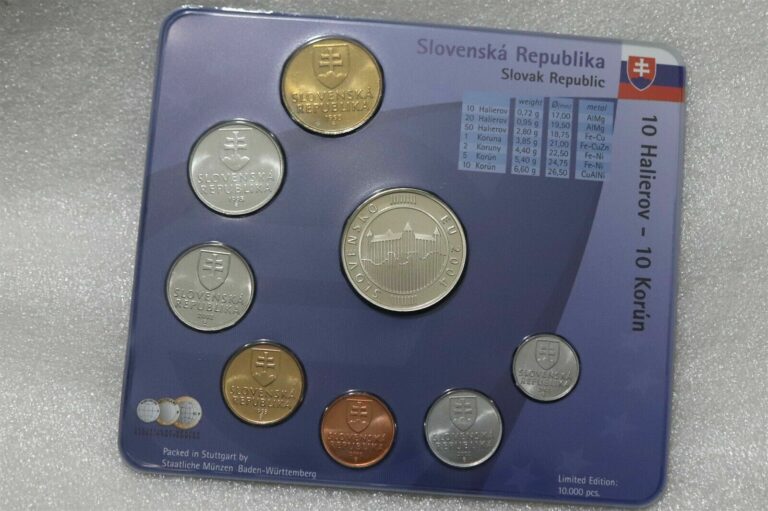 Slovenská Republika
Slovak Republic
weight Ø(mm) metal
10 Halierov 0,72 g 17,00 AlMg
20 Halierov 0,95 g 19,50 AlMg
50 Halierov 2,80 g 18,75 Fe-Cu
1 Koruna 3,85 g 21,00 Fe-CuZn
2 Koruny 4,40 g 22,50 Fe-Ni
5 Korún 5,40 g 24,75 Fe-Ni
10 Korún 6,60 g 26,50 CuAlNi
10 Halierov - 10 Korún
SLOVENSKÁ
REPUBLIKA
SLOVENSKÁ
REPUBLIKA
1993
SLOVENSKO EU 2004
SLOVENSKÁ
REPUBLIKA
SLOVENSKÁ
REPUBLIKA
SLOVENSKÁ
REPUBLIKA
SLOVENSKÁ
REPUBLIKA
SLOVENSKÁ
REPUBLIKA
Packed in Stuttgart by
Staatliche Münzen Baden-Württemberg
Limited Edition:
10.000 pcs.